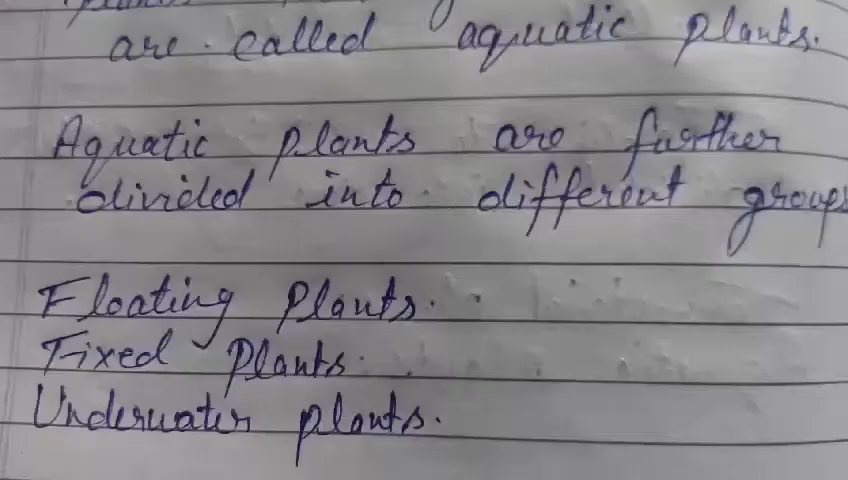 are called aquatic plants.
Aquatic plants are further
divided into different groups
Floating Plants.
Fixed Plants.
Underwater plants.